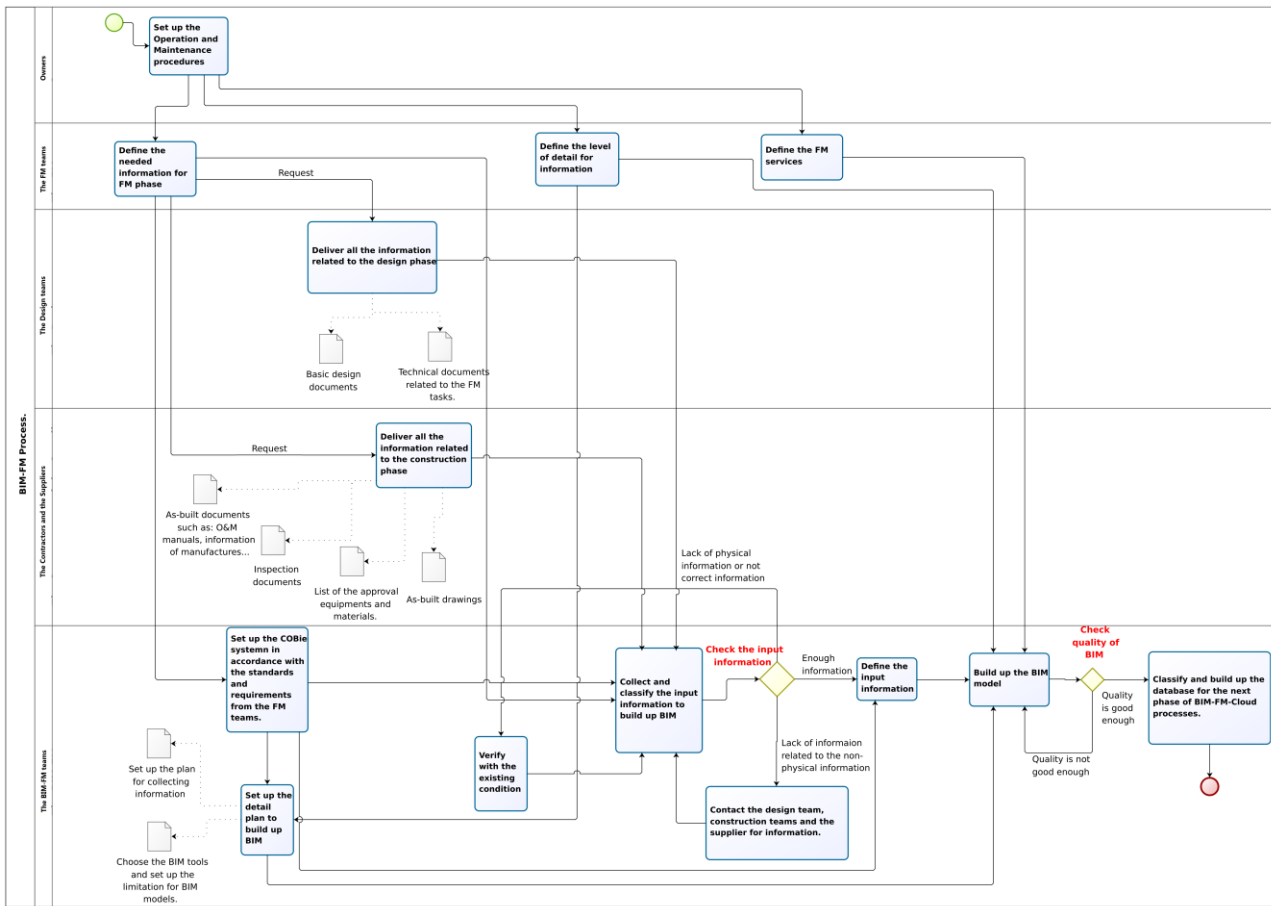 BIM-FM Process.
Owners
Set up the
Operation and
Maintenance
procedures
The FM teams
Define the
needed
information for
FM phase
Request
Define the level
of detail for
information
Define the FM
services
The Design teams
Deliver all the information
related to the design phase
Basic design
documents
Technical documents
related to the FM
tasks.
The Contractors and the Suppliers
Request
Deliver all the
information related
to the construction
phase
As-built documents
such as: O&M
manuals, information
of manufactures...
Inspection
documents
List of the approval
equipments and
materials.
As-built drawings
Lack of physical
information or not
correct information
The BIM-FM teams
Set up the COBie
systemn in
accordance with
the standards
and
requirements
from the FM
teams.
Set up the plan
for collecting
information
Choose the BIM tools
and set up the
limitation for BIM
models.
Set up the
detail plan
to build up
BIM
Verify
with the
existing
condition
Collect and
classify the input
information to
build up BIM
Check the input
information
Enough
information
Lack of informaion
related to the non-
physical information
Contact the design team,
construction teams and the
supplier for information.
Define the
input
information
Build up the BIM
model
Check
quality of
BIM
Quality
is good
enough
Quality is not
good enough
Classify and build up the
database for the next
phase of BIM-FM-Cloud
processes.